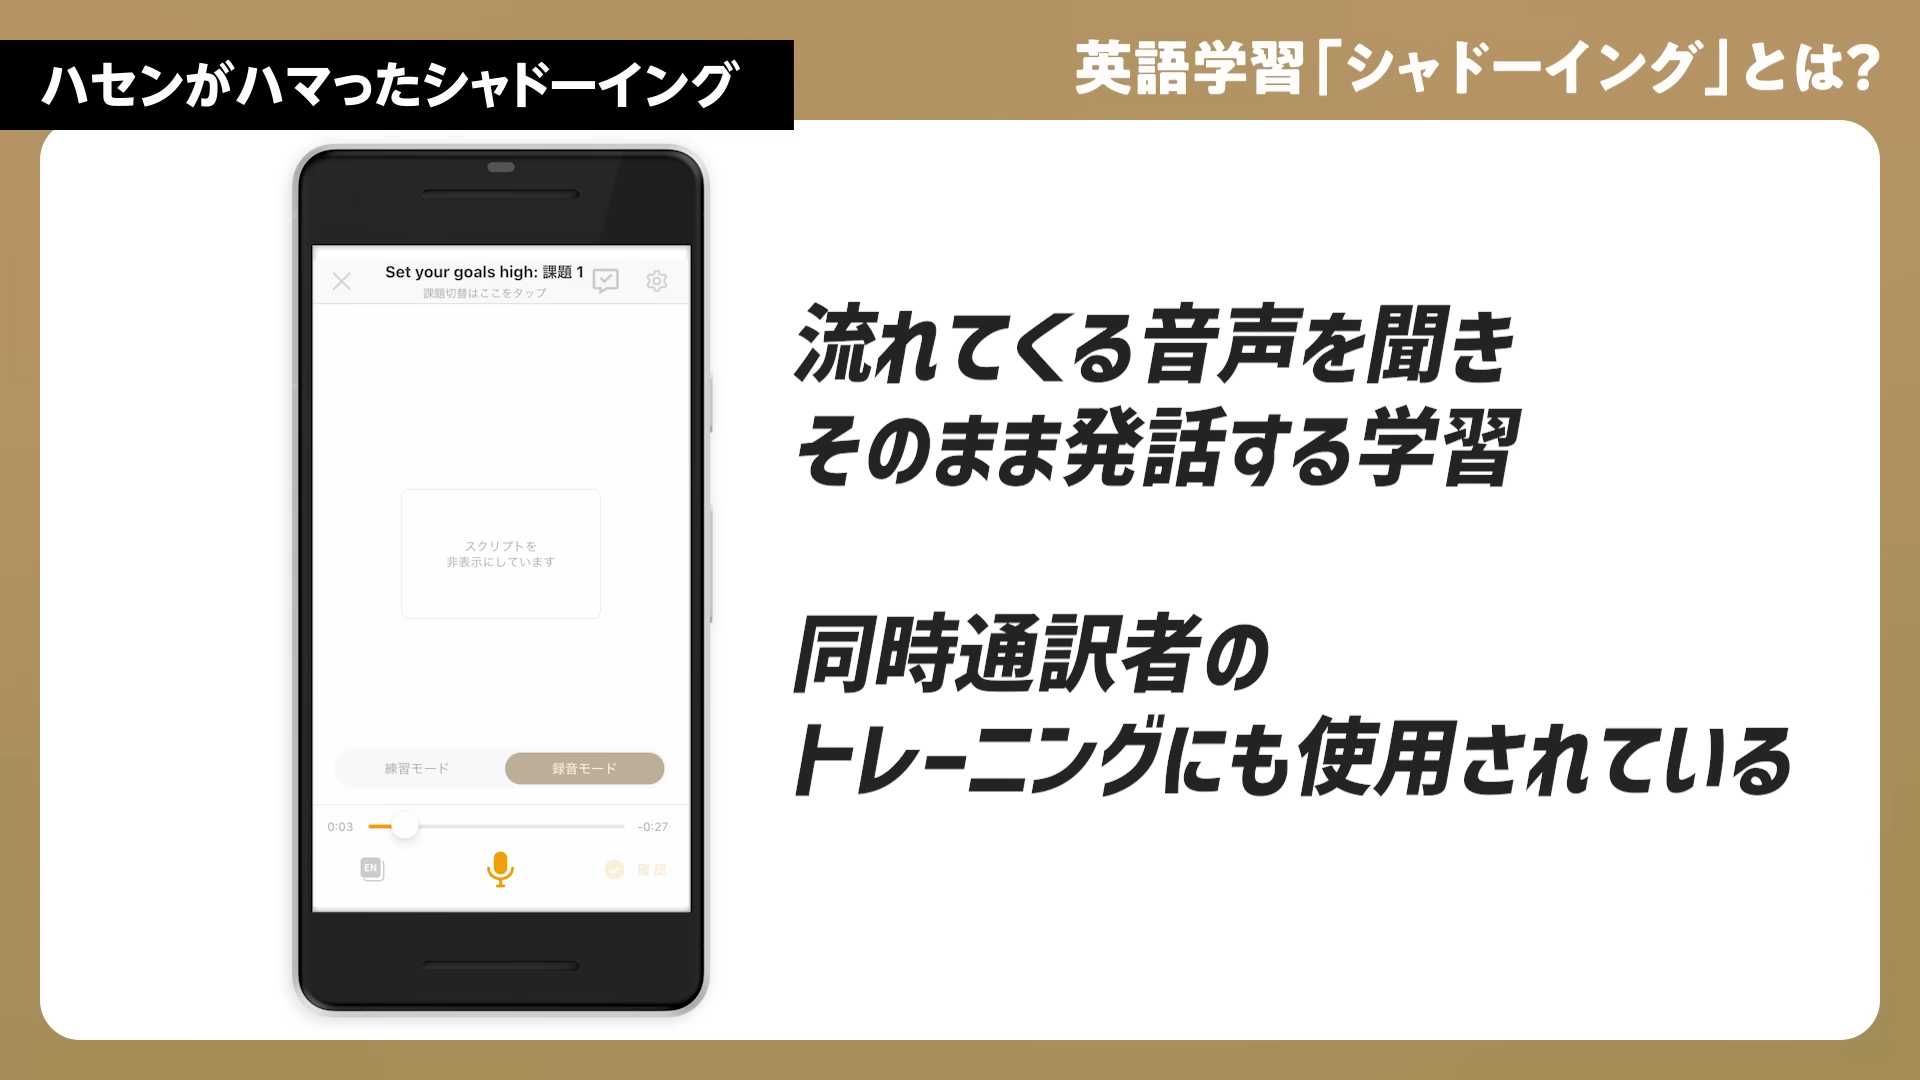 ハセンがハマったシャドーイング
英語学習「シャドーイング」とは?
Set your goals high: 課題 1
課題切替はここをタップ
スクリプトを
非表示にしています
練習モード
録音モード
0:03
-0:27
EN
確認
流れてくる音声を聞き
そのまま発話する学習
同時通訳者の
トレーニングにも使用されている